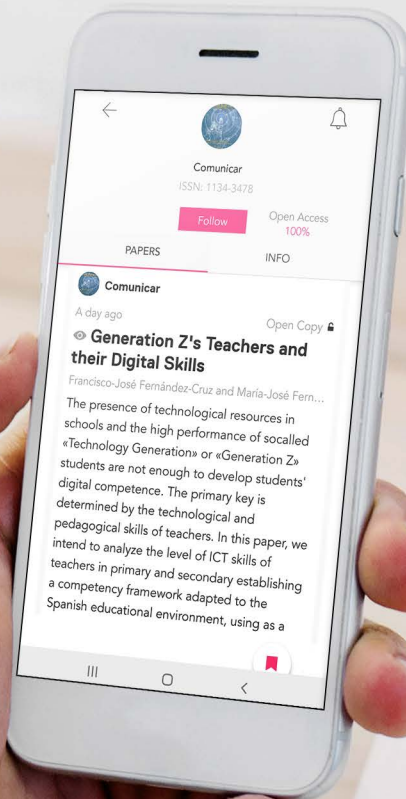 Comunicar
ISSN: 1134-3478
Follow
Open Access
100%
PAPERS
INFO
Comunicar
A day ago
Open Copy
Generation Z's Teachers and
their Digital Skills
Francisco-José Fernández-Cruz and María-José Fern...
The presence of technological resources in
schools and the high performance of socalled
«Technology Generation» or «Generation Z»
students are not enough to develop students'
digital competence. The primary key is
determined by the technological and
pedagogical skills of teachers. In this paper, we
intend to analyze the level of ICT skills of
teachers in primary and secondary establishing
a competency framework adapted to the
Spanish educational environment, using as a